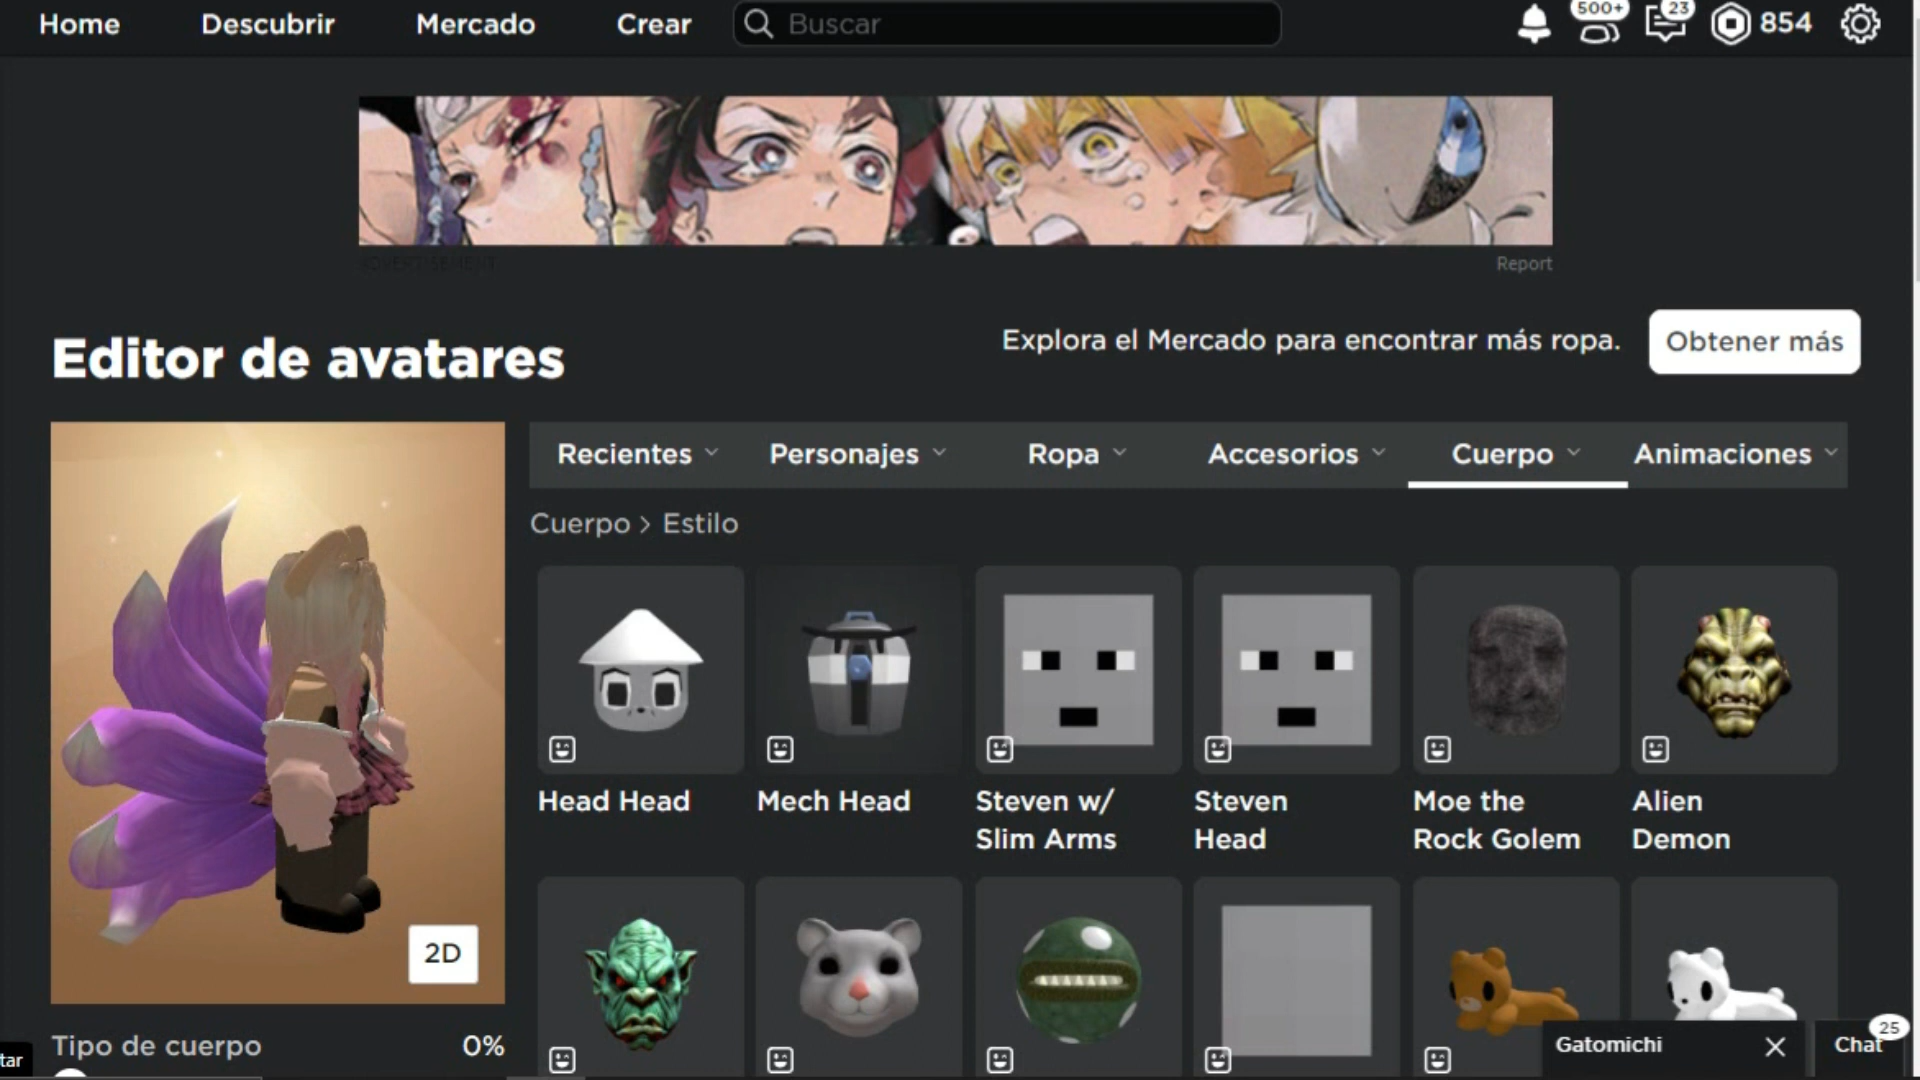 Home Descubrir Mercado Crear Buscar 500+ 23 854
ADVERTISEMENT Report
Editor de avatares Explora el Mercado para encontrar más ropa. Obtener más
Recientes Personajes Ropa Accesorios Cuerpo Animaciones
Cuerpo > Estilo
Head Head
Mech Head
Steven w/
Slim Arms
Steven
Head
Moe the
Rock Golem
Alien
Demon
2D
Tipo de cuerpo 0%
tar
Gatomichi
Chat 25